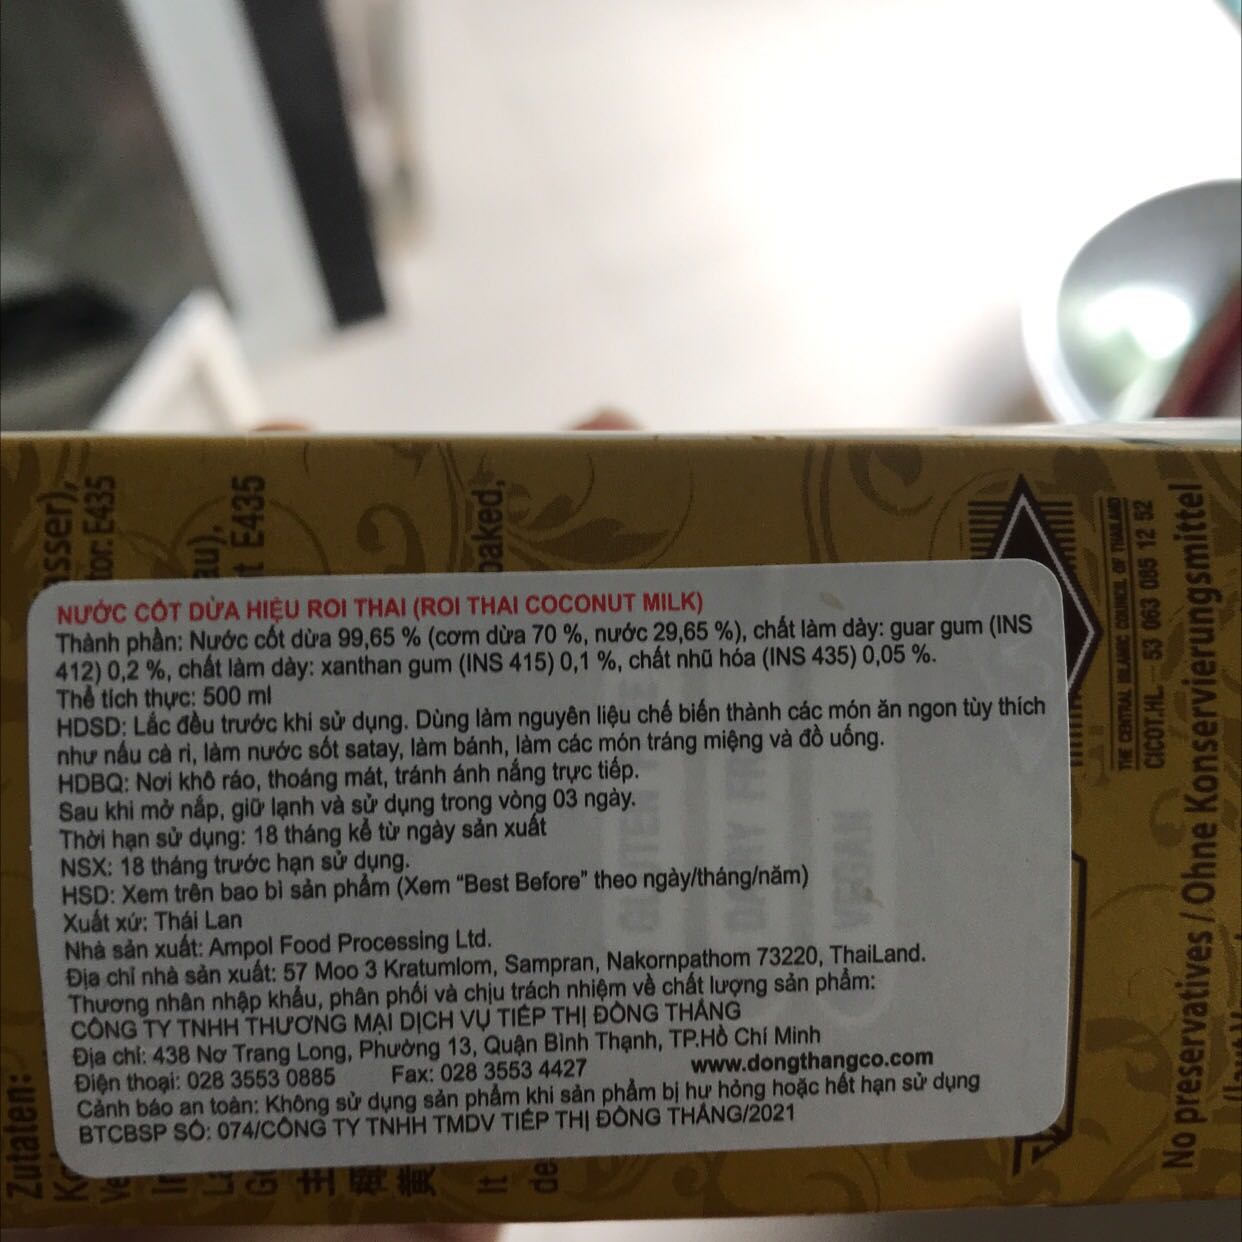 NƯỚC CỐT DỪA HIỆU ROI THAI (ROI THAI COCONUT MILK)
Thành phần: Nước cốt dừa 99,65 % (cơm dừa 70 %, nước 29,65 %), chất làm dày: guar gum (INS
412) 0,2 %, chất làm dày: xanthan gum (INS 415) 0,1 %, chất nhũ hóa (INS 435) 0,05 %.
Thể tích thực: 500 ml
HDSD: Lắc đều trước khi sử dụng. Dùng làm nguyên liệu chế biến thành các món ăn ngon tùy thích
như nấu cà ri, làm nước sốt satay, làm bánh, làm các món tráng miệng và đồ uống.
HDBQ: Nơi khô ráo, thoáng mát, tránh ánh nắng trực tiếp.
Sau khi mở nắp, giữ lạnh và sử dụng trong vòng 03 ngày.
Thời hạn sử dụng: 18 tháng kể từ ngày sản xuất
NSX: 18 tháng trước hạn sử dụng.
HSD: Xem trên bao bì sản phẩm (Xem “Best Before” theo ngày/tháng/năm)
Xuất xứ: Thái Lan
Nhà sản xuất: Ampol Food Processing Ltd.
Địa chỉ nhà sản xuất: 57 Moo 3 Kratumlom, Sampran, Nakornpathom 73220, ThaiLand.
Thương nhân nhập khẩu, phân phối và chịu trách nhiệm về chất lượng sản phẩm:
CÔNG TY TNHH THƯƠNG MẠI DỊCH VỤ TIẾP THỊ ĐÔNG THĂNG
Địa chỉ: 438 Nơ Trang Long, Phường 13, Quận Bình Thạnh, TP.Hồ Chí Minh
Điện thoại: 028 3553 0885 Fax: 028 3553 4427 www.dongthangco.com
Cảnh báo an toàn: Không sử dụng sản phẩm khi sản phẩm bị hư hỏng hoặc hết hạn sử dụng
BTCBSP SỐ: 074/CÔNG TY TNHH TMDV TIẾP THỊ ĐÔNG THĂNG/2021
Zutaten:
E435
E435
THE CENTRAL ISLAMIC COUNCIL OF THAILAND
CICOT.HL. 53 063 085 12 52
No preservatives / Ohne Konservierungsmittel
GLUTEN
DAIRY
VEGAN